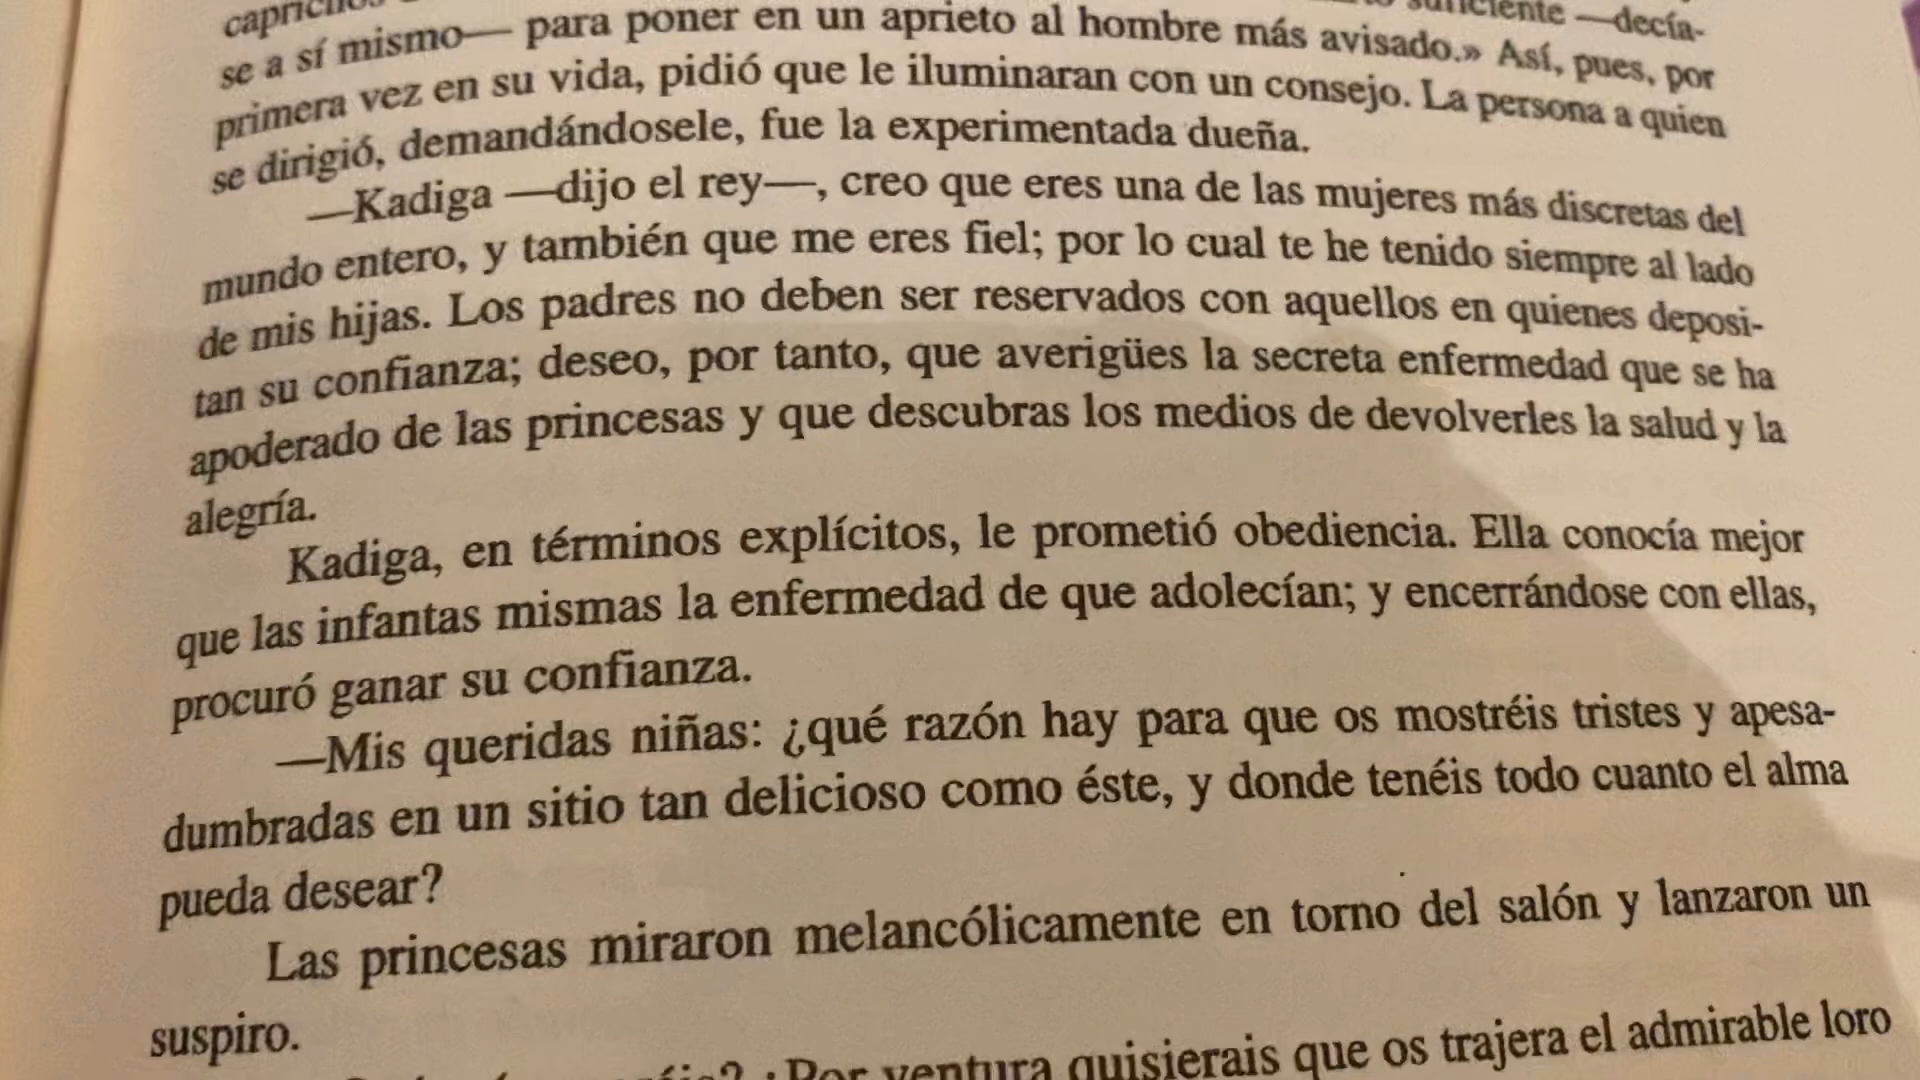 se a sí mismo— para poner en un aprieto al hombre más avisado.» Así, pues, por
primera vez en su vida, pidió que le iluminaran con un consejo. La persona a quien
se dirigió, demandándosele, fue la experimentada dueña.
—Kadiga —dijo el rey—, creo que eres una de las mujeres más discretas del
mundo entero, y también que me eres fiel; por lo cual te he tenido siempre al lado
de mis hijas. Los padres no deben ser reservados con aquellos en quienes deposi-
tan su confianza; deseo, por tanto, que averigües la secreta enfermedad que se ha
apoderado de las princesas y que descubras los medios de devolverles la salud y la
alegría.
Kadiga, en términos explícitos, le prometió obediencia. Ella conocía mejor
que las infantas mismas la enfermedad de que adolecían; y encerrándose con ellas,
procuró ganar su confianza.
—Mis queridas niñas: ¿qué razón hay para que os mostréis tristes y apesa-
dumbradas en un sitio tan delicioso como éste, y donde tenéis todo cuanto el alma
pueda desear?
Las princesas miraron melancólicamente en torno del salón y lanzaron un
suspiro.
¿Por ventura quisierais que os trajera el admirable loro